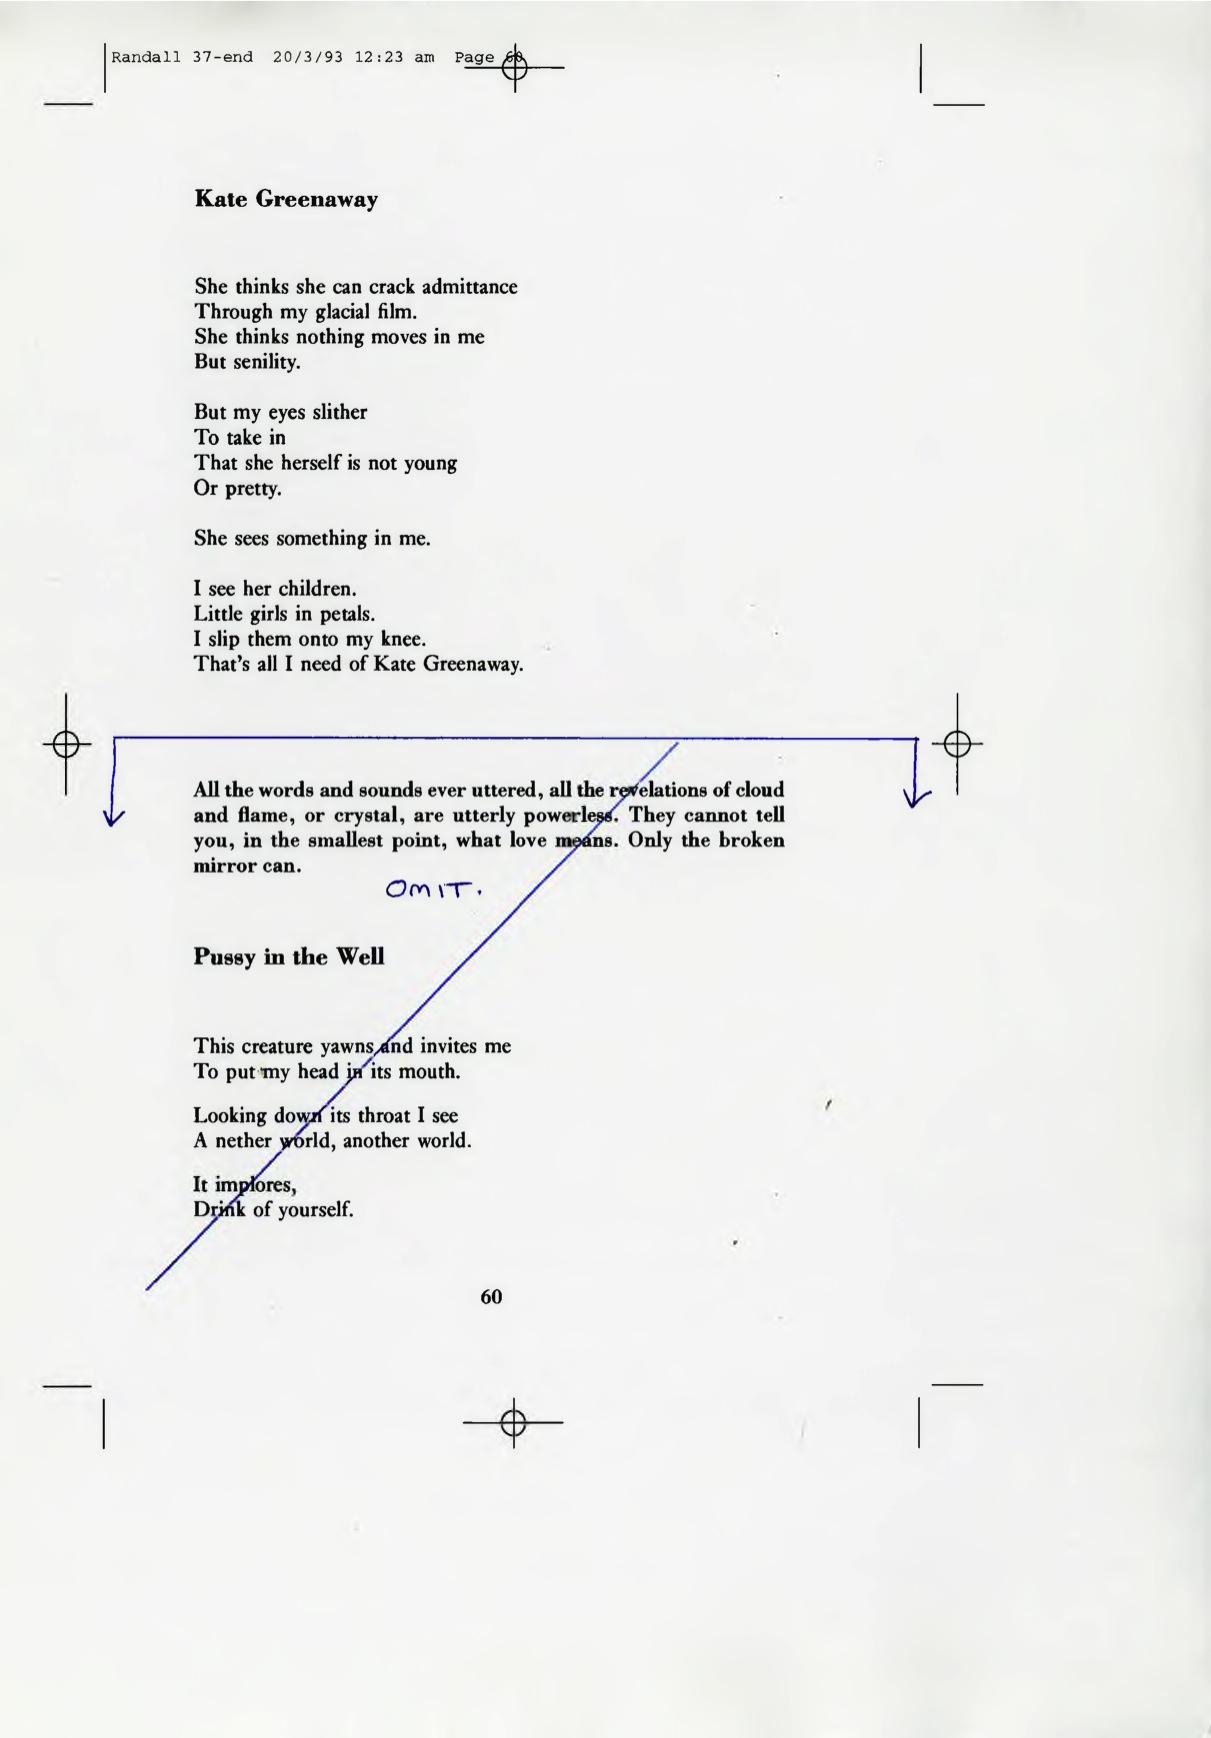 Randall 37-end 20/3/93 12:23 am Page 60
Kate Greenaway
She thinks she can crack admittance
Through my glacial film.
She thinks nothing moves in me
But senility.
But my eyes slither
To take in
That she herself is not young
Or pretty.
She sees something in me.
I see her children.
Little girls in petals.
I slip them onto my knee.
That's all I need of Kate Greenaway.
All the words and sounds ever uttered, all the revelations of cloud
and flame, or crystal, are utterly powerless. They cannot tell
you, in the smallest point, what love means. Only the broken
mirror can.
OMIT.
Pussy in the Well
This creature yawns and invites me
To put my head in its mouth.
Looking down its throat I see
A nether world, another world.
It implores,
Drink of yourself.
60